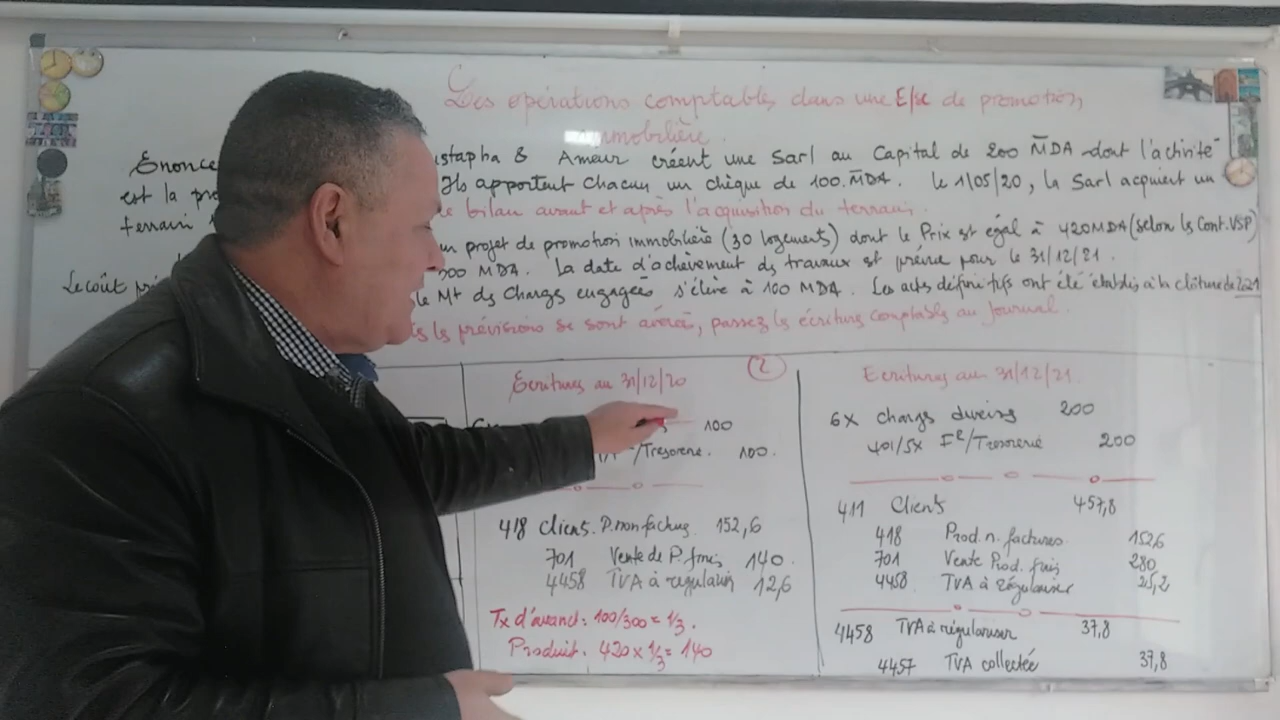 Les opérations comptables dans une E/se de promotion
immobilière.
Enoncé stapha & Ameur créent une Sarl au Capital de 200 MDA dont l'activité
est la pro Ils apportent chacun un chèque de 100 MDA. le 1/05/20, la Sarl acquiert un
terrain le bilan avant et après l'acquisition du terrain.
un projet de promotion immobilière (30 logements) dont le Prix est égal à 420MDA (selon les Cont. VSP)
Le coût pré 000 MDA. La date d'achèvement des travaux est prévue pour le 31/12/21.
le Mt des Charges engagées s'élève à 100 MDA. Les actes définitifs ont été établis à la clôture de 2021
les prévisions se sont avérées, passez les écritures comptables au Journal.
2
Ecritures au 31/12/20
100
/Tresorerie. 100.
418 Clients. P. non factures 152,6
701 Vente de P. finis 140
4458 TVA à régulariser 12,6
Tx d'avanct: 100/300 = 1/3.
Produit: 420 x 1/3 = 140
Ecritures au 31/12/21
6X charges diverses 200
401/5X Fr/Tresorerie 200
411 Clients 457,8
418 Prod. n. factures 152,6
701 Vente Prod. finis 280
4458 TVA à régulariser 25,2
4458 TVA à régulariser 37,8
4457 TVA collectée 37,8